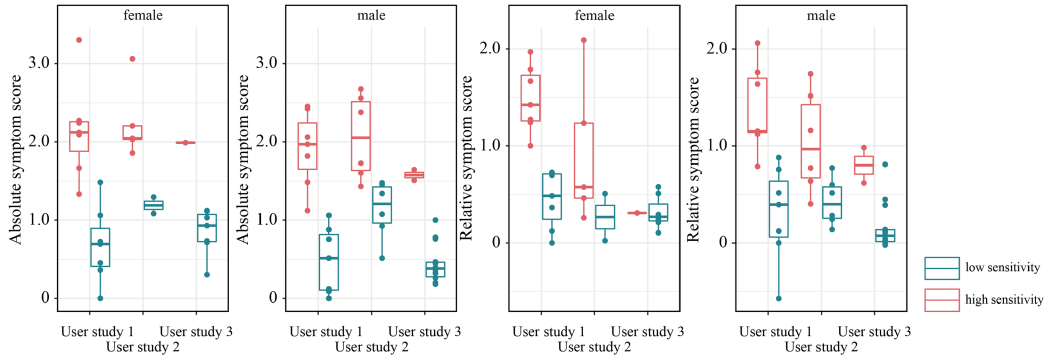 female
male
female
male
Absolute symptom score
3.0
2.0
1.0
0
User study 1
User study 3
User study 2
Absolute symptom score
3.0
2.0
1.0
0
User study 1
User study 3
User study 2
Relative symptom score
2.0
1.0
0
User study 1
User study 3
User study 2
Relative symptom score
2.0
1.0
0
User study 1
User study 3
User study 2
low sensitivity
high sensitivity